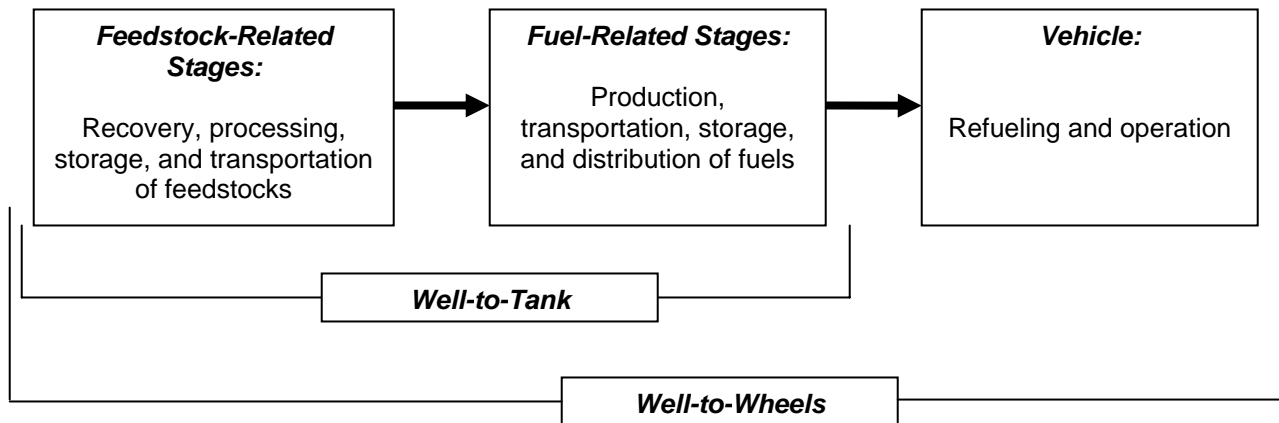 Feedstock-Related
Stages:
Recovery, processing,
storage, and transportation
of feedstocks
Fuel-Related Stages:
Production,
transportation, storage,
and distribution of fuels
Vehicle:
Refueling and operation
Well-to-Tank
Well-to-Wheels